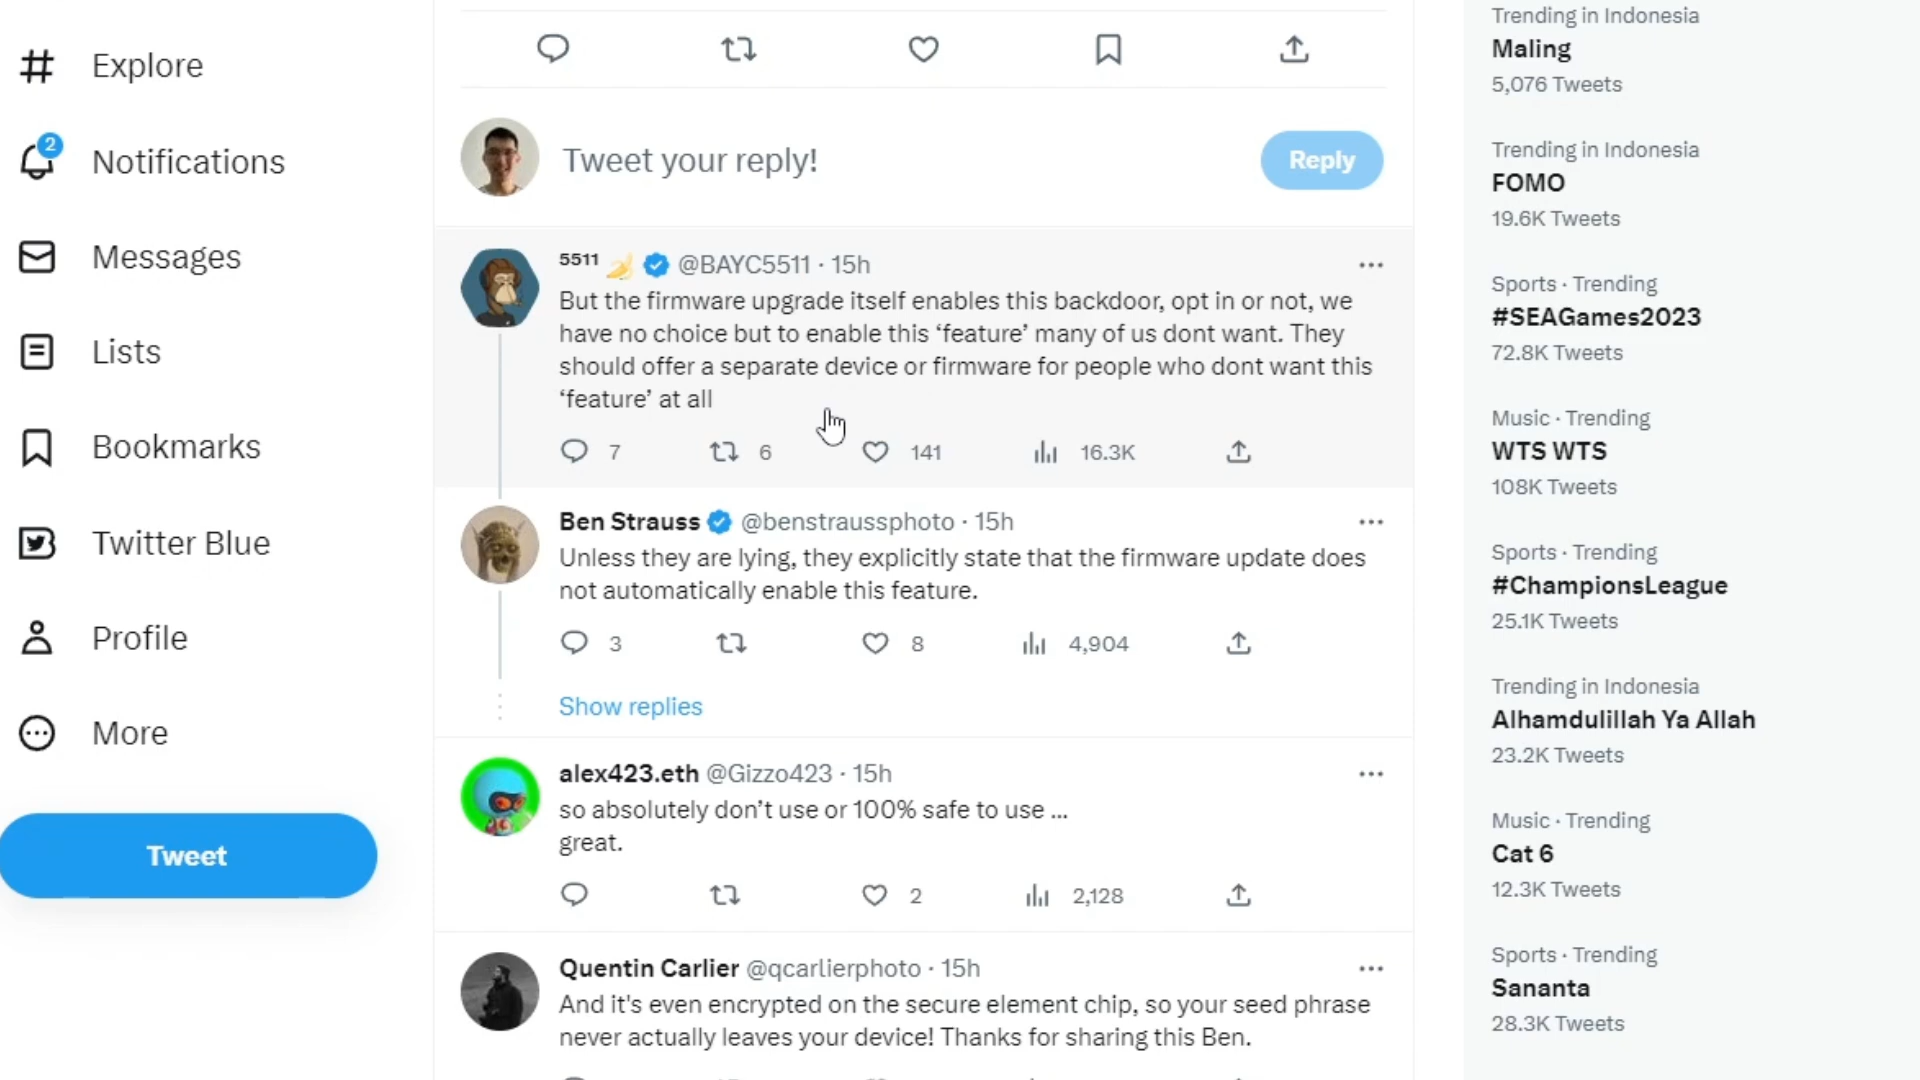 Explore
2
Notifications
Messages
Lists
Bookmarks
Twitter Blue
Profile
More
Tweet
Tweet your reply!
Reply
5511 🍌 @BAYC5511 · 15h
But the firmware upgrade itself enables this backdoor, opt in or not, we
have no choice but to enable this ‘feature’ many of us dont want. They
should offer a separate device or firmware for people who dont want this
‘feature’ at all
7 6 141 16.3K
Ben Strauss @benstraussphoto · 15h
Unless they are lying, they explicitly state that the firmware update does
not automatically enable this feature.
3 8 4,904
Show replies
alex423.eth @Gizzo423 · 15h
so absolutely don’t use or 100% safe to use ...
great.
2 2,128
Quentin Carlier @qcarlierphoto · 15h
And it's even encrypted on the secure element chip, so your seed phrase
never actually leaves your device! Thanks for sharing this Ben.
Trending in Indonesia
Maling
5,076 Tweets
Trending in Indonesia
FOMO
19.6K Tweets
Sports · Trending
#SEAGames2023
72.8K Tweets
Music · Trending
WTS WTS
108K Tweets
Sports · Trending
#ChampionsLeague
25.1K Tweets
Trending in Indonesia
Alhamdulillah Ya Allah
23.2K Tweets
Music · Trending
Cat 6
12.3K Tweets
Sports · Trending
Sananta
28.3K Tweets